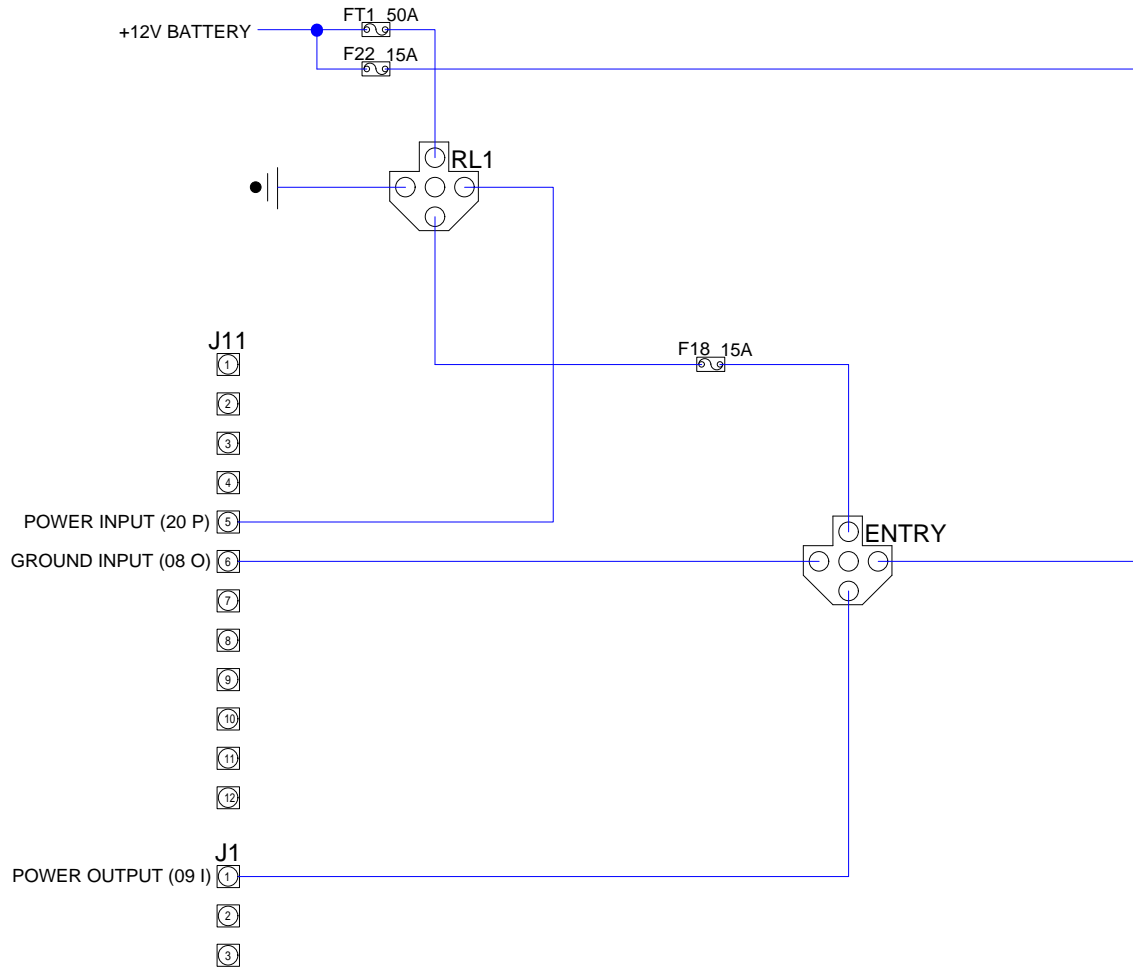 FT1 50A
+12V BATTERY
F22 15A
RL1
J11
1
F18 15A
2
3
4
POWER INPUT (20 P) 5
ENTRY
GROUND INPUT (08 O) 6
7
8
9
10
11
12
J1
POWER OUTPUT (09 I) 1
2
3